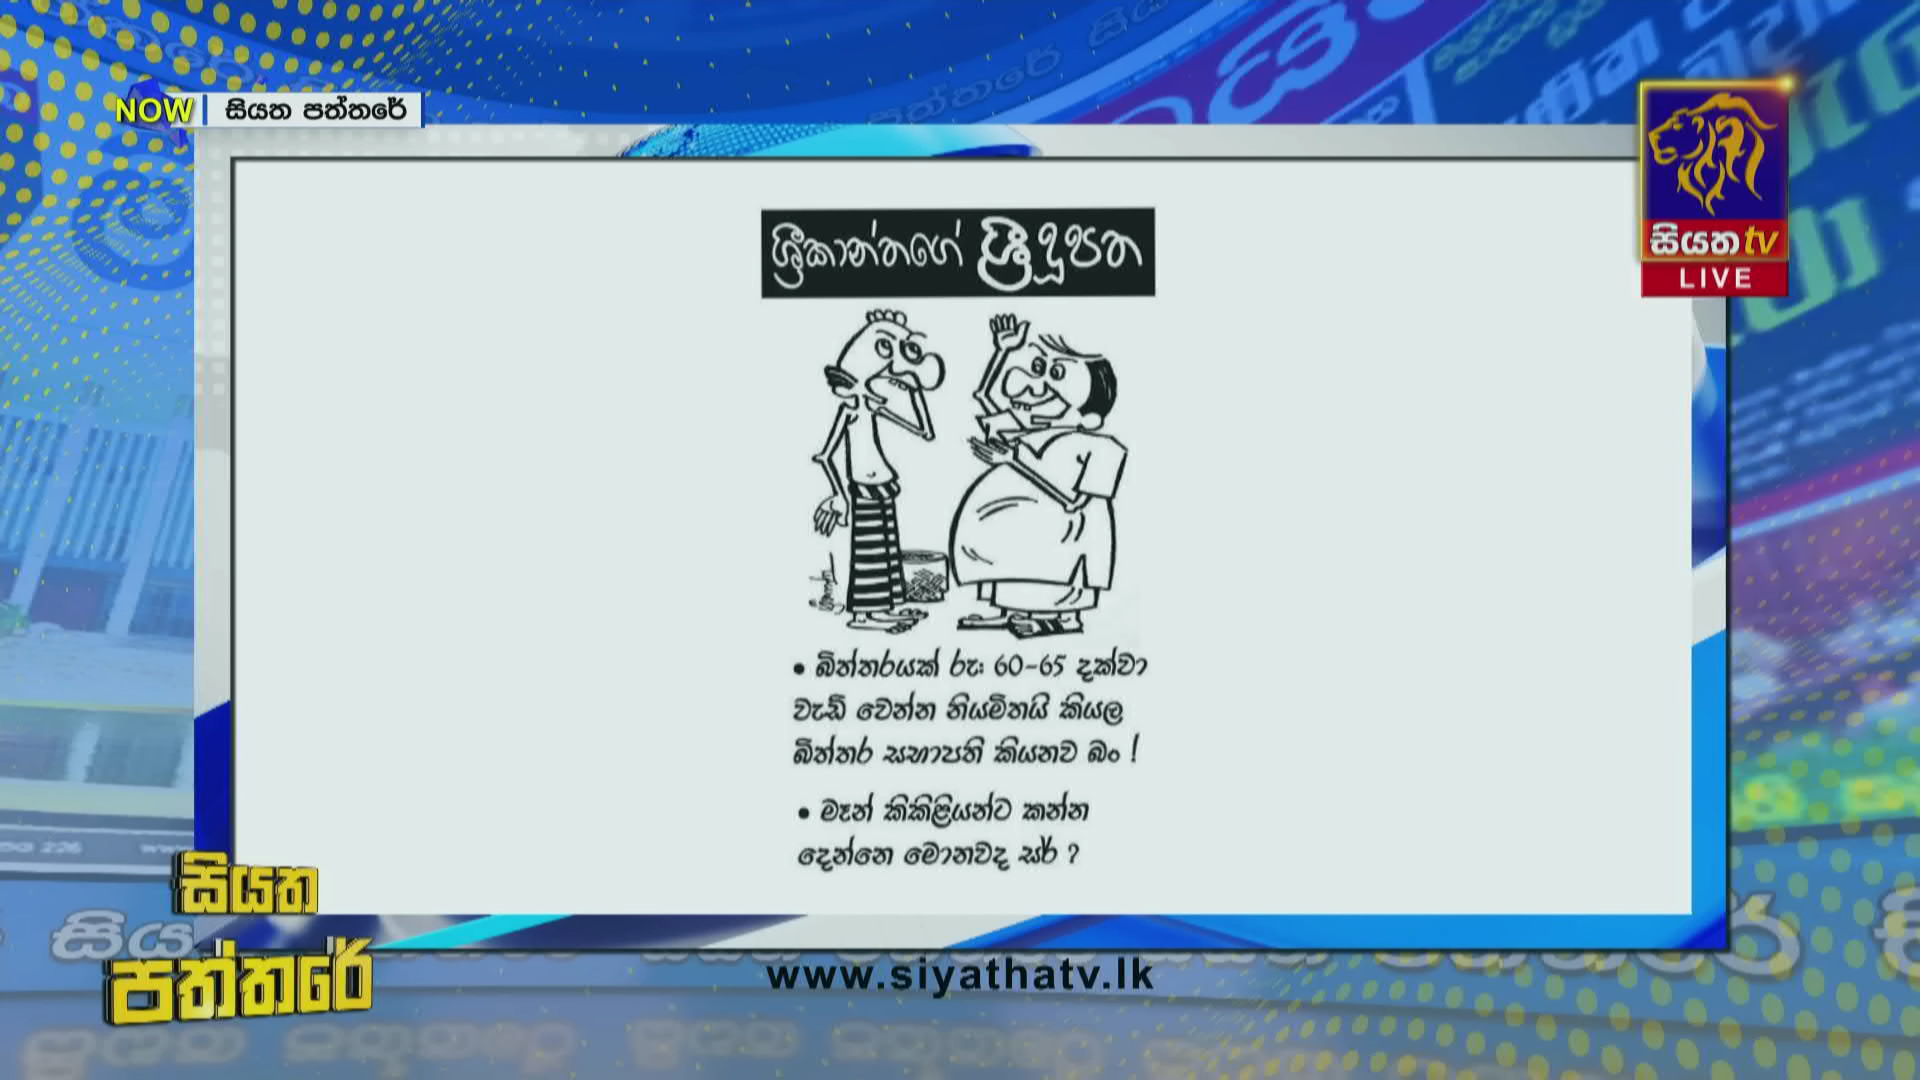 NOW සියත පත්තරේ
සියත tv
LIVE
ශ්‍රීකාන්තගේ ශ්‍රී දූපත
• බිත්තරයක් රු: 60-65 දක්වා
වැඩි වෙන්න නියමිතයි කියල
බිත්තර සභාපති කියනව බං !
• මෑන් කිකිළියන්ට කන්න
දෙන්නෙ මොනවද සර් ?
සියත
පත්තරේ
www.siyathatv.lk